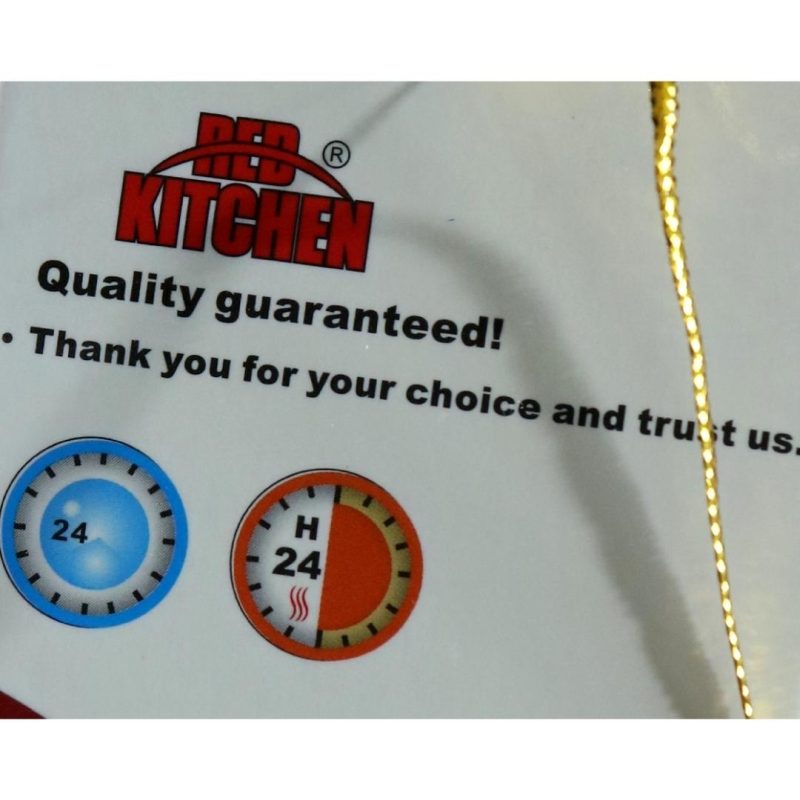 RED ®
KITCHEN
Quality guaranteed!
• Thank you for your choice and trust us.
24
H
24